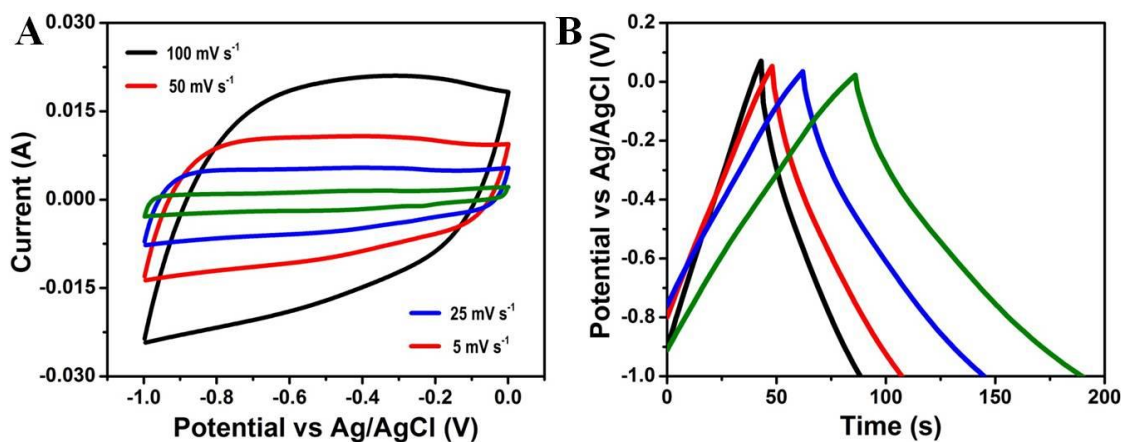 A
0.030
0.015
0.000
-0.015
-0.030
Current (A)
100 mV s⁻¹
50 mV s⁻¹
25 mV s⁻¹
5 mV s⁻¹
-1.0 -0.8 -0.6 -0.4 -0.2 0.0
Potential vs Ag/AgCl (V)
B
0.0
-0.2
-0.4
-0.6
-0.8
-1.0
Potential vs Ag/AgCl (V)
0 50 100 150 200
Time (s)